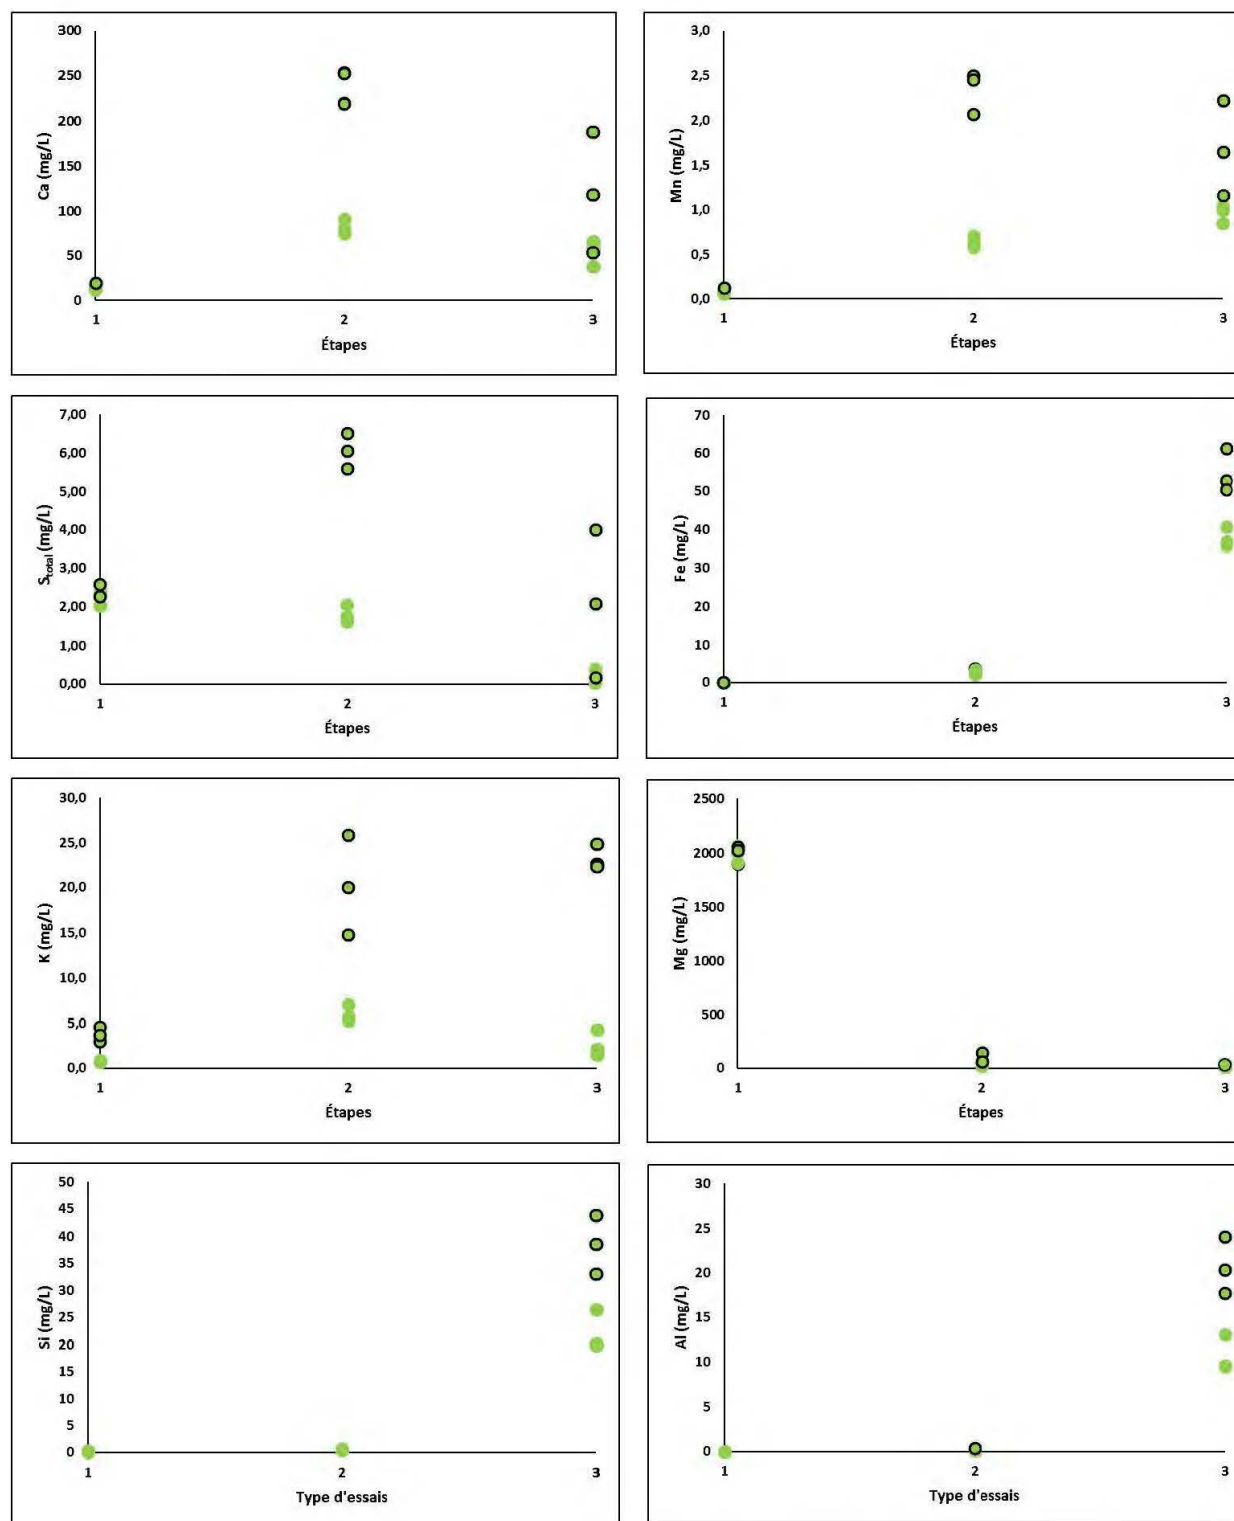 Ca (mg/L)
300
250
200
150
100
50
0
1 2 3
Étapes
Mn (mg/L)
3,0
2,5
2,0
1,5
1,0
0,5
0,0
1 2 3
Étapes
Stotal (mg/L)
7,00
6,00
5,00
4,00
3,00
2,00
1,00
0,00
1 2 3
Étapes
Fe (mg/L)
70
60
50
40
30
20
10
0
1 2 3
Étapes
K (mg/L)
30,0
25,0
20,0
15,0
10,0
5,0
0,0
1 2 3
Étapes
Mg (mg/L)
2500
2000
1500
1000
500
0
1 2 3
Étapes
Si (mg/L)
50
45
40
35
30
25
20
15
10
5
0
1 2 3
Type d'essais
Al (mg/L)
30
25
20
15
10
5
0
1 2 3
Type d'essais